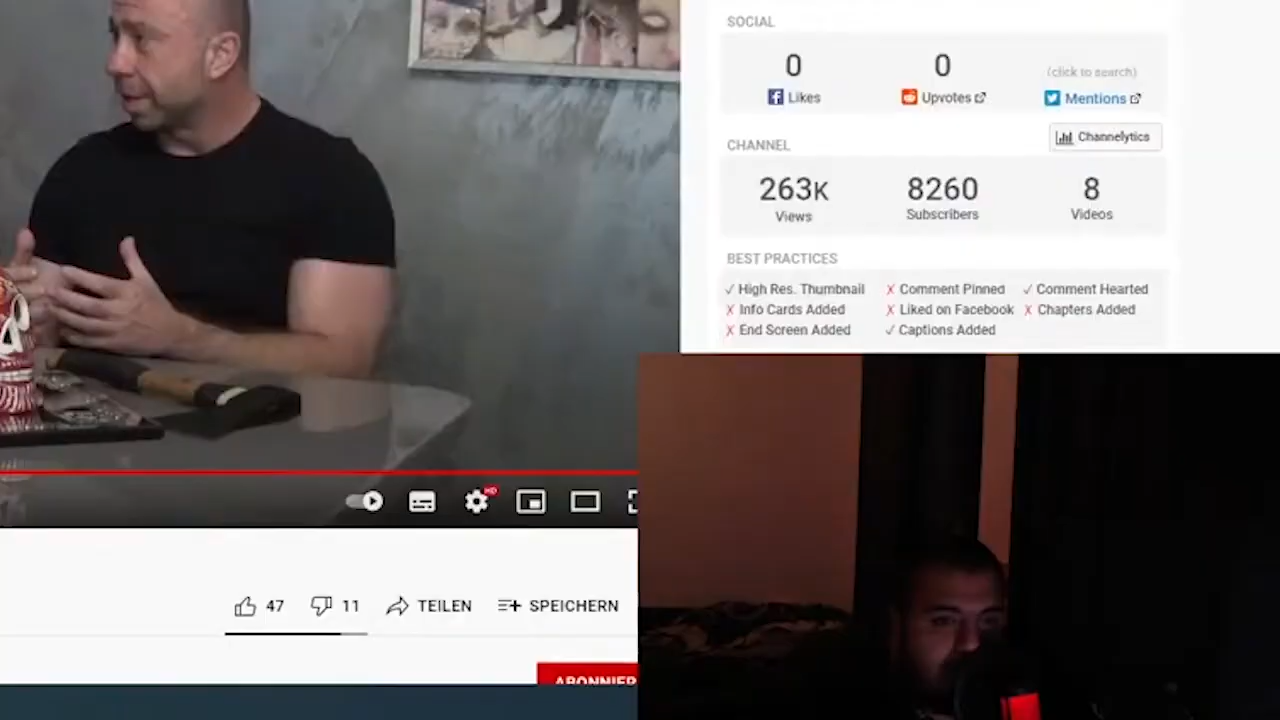 SOCIAL
0
0
(click to search)
Likes
Upvotes
Mentions
CHANNEL
Channelytics
263K
8260
8
Views
Subscribers
Videos
BEST PRACTICES
✓ High Res. Thumbnail
✗ Comment Pinned
✓ Comment Hearted
✗ Info Cards Added
✗ Liked on Facebook
✗ Chapters Added
✗ End Screen Added
✓ Captions Added
HD
47
11
TEILEN
SPEICHERN
ABONNIER